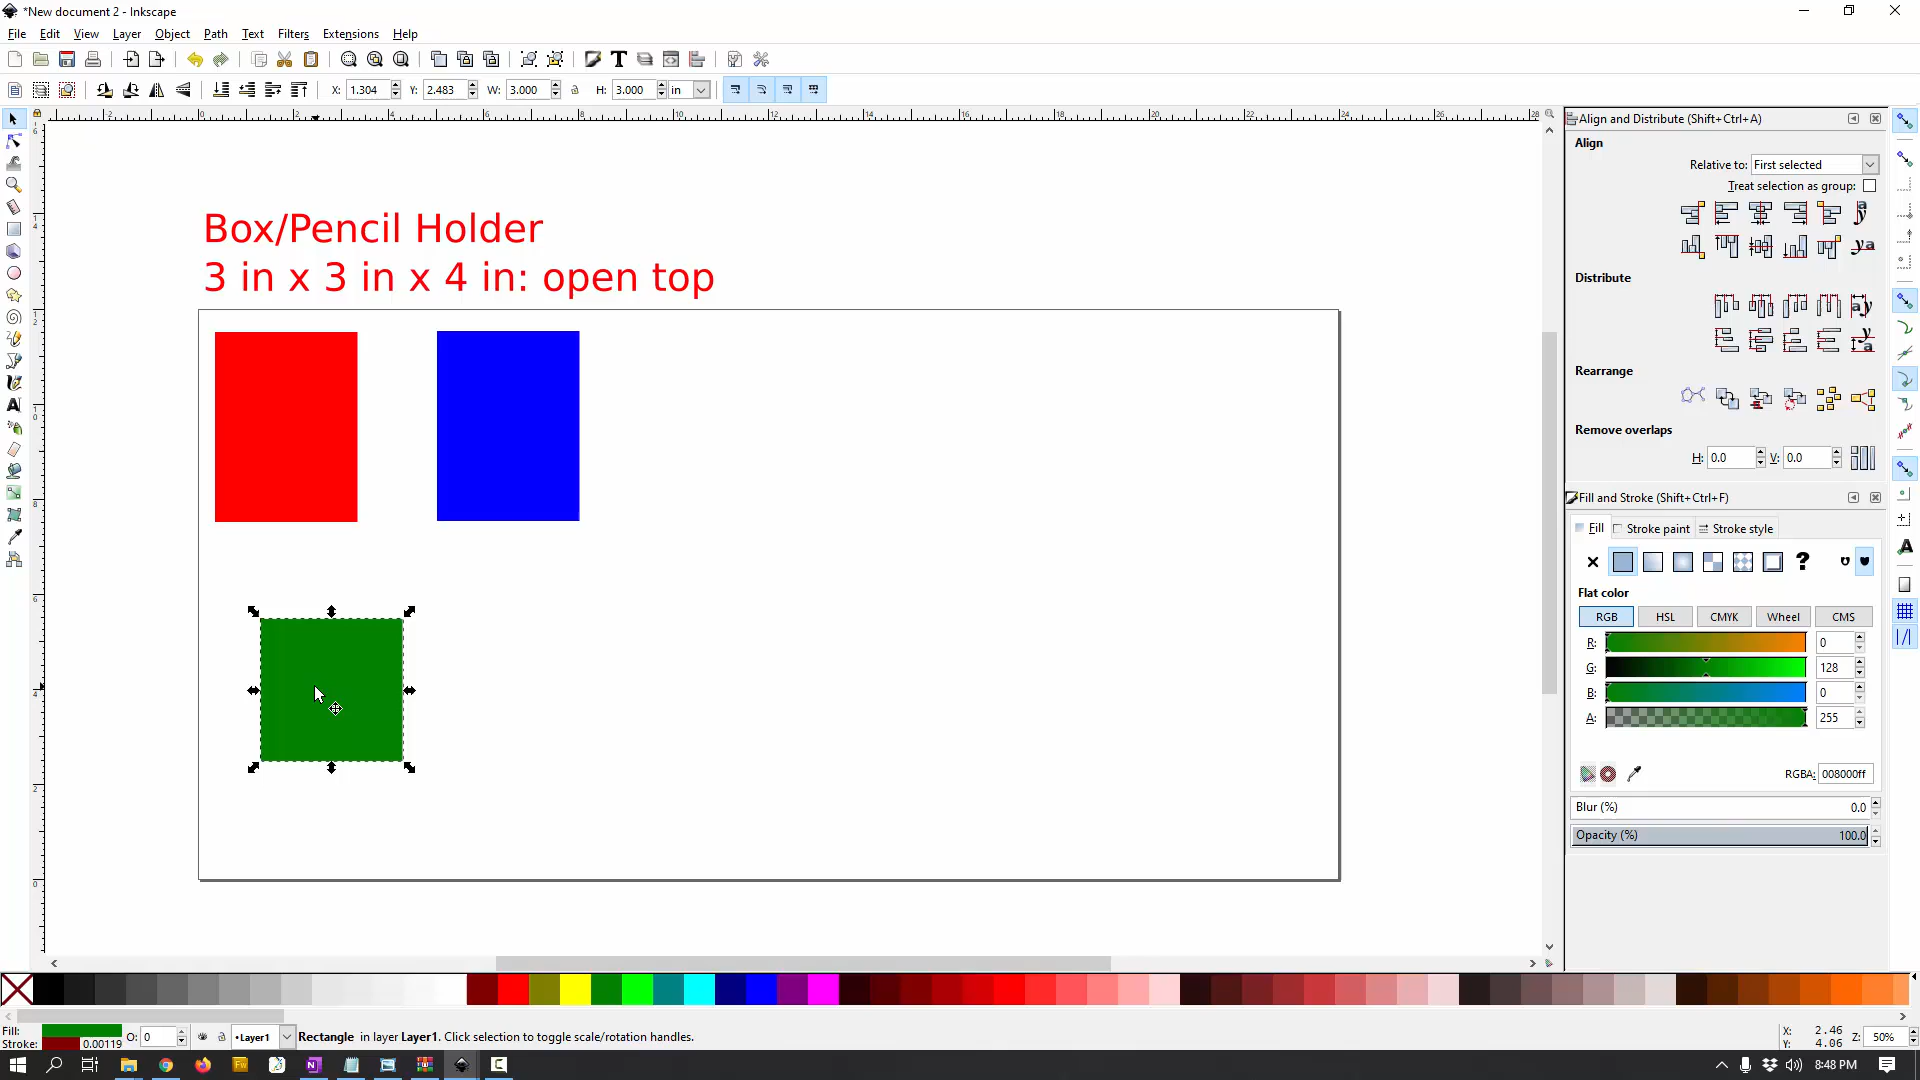 *New document 2 - Inkscape
File Edit View Layer Object Path Text Filters Extensions Help
X: 1.304 Y: 2.483 W: 3.000 H: 3.000 in
Align and Distribute (Shift+Ctrl+A)
Align
Relative to: First selected
Treat selection as group:
Box/Pencil Holder
3 in x 3 in x 4 in: open top
Distribute
Rearrange
Remove overlaps
H: 0.0 V: 0.0
Fill and Stroke (Shift+Ctrl+F)
Fill Stroke paint Stroke style
Flat color
RGB HSL CMYK Wheel CMS
R: 0
G: 128
B: 0
A: 255
RGBA: 008000ff
Blur (%) 0.0
Opacity (%) 100.0
Fill:
Stroke: 0.00119
O: 0
•Layer1
Rectangle in layer Layer1. Click selection to toggle scale/rotation handles.
X: 2.46
Y: 4.06
Z: 50%
8:48 PM